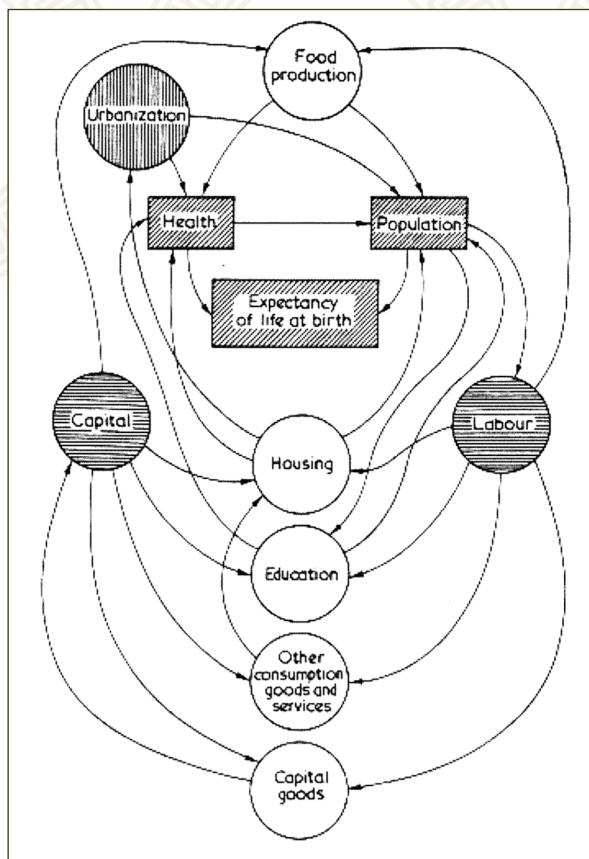 Food
production
Urbanization
Health
Population
Expectancy
of life at birth
Capital
Labour
Housing
Education
Other
consumption
goods and
services
Capital
goods